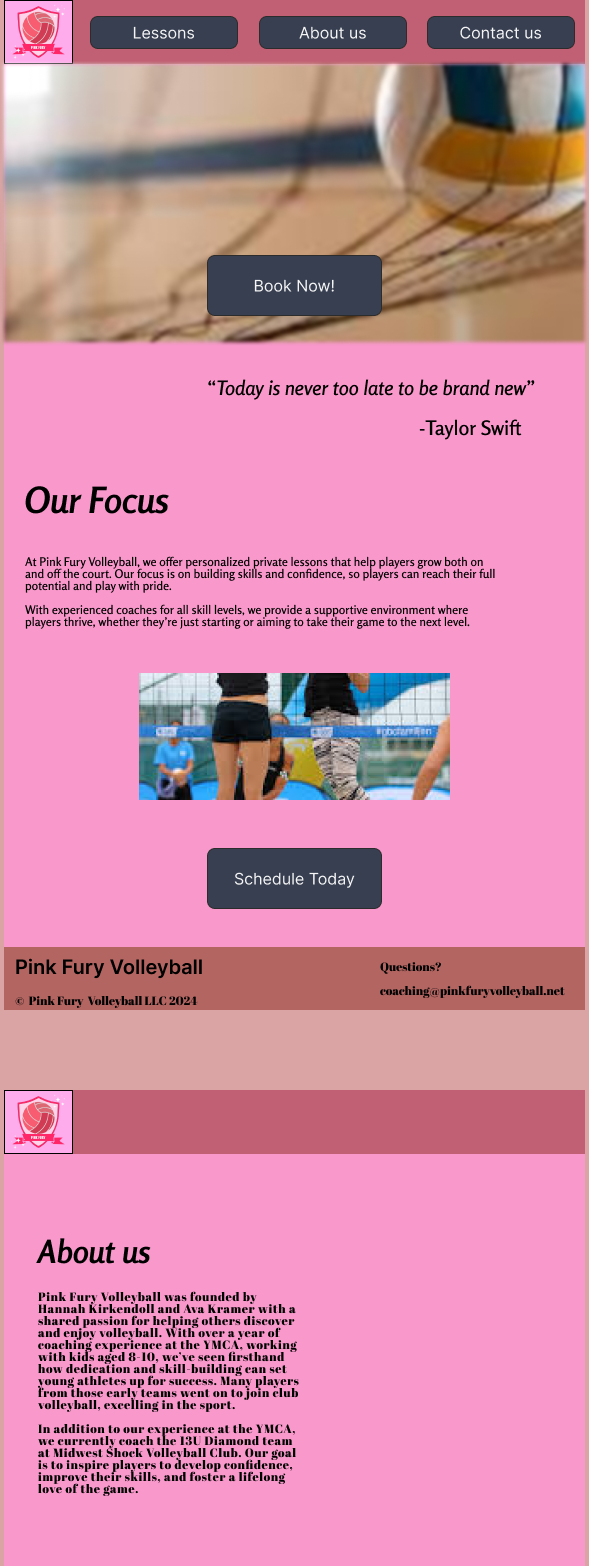 PINK FURY
Lessons
About us
Contact us
Book Now!
“Today is never too late to be brand new”
-Taylor Swift
Our Focus
At Pink Fury Volleyball, we offer personalized private lessons that help players grow both on
and off the court. Our focus is on building skills and confidence, so players can reach their full
potential and play with pride.
With experienced coaches for all skill levels, we provide a supportive environment where
players thrive, whether they’re just starting or aiming to take their game to the next level.
Schedule Today
Pink Fury Volleyball
© Pink Fury Volleyball LLC 2024
Questions?
coaching@pinkfuryvolleyball.net
PINK FURY
About us
Pink Fury Volleyball was founded by
Hannah Kirkendoll and Ava Kramer with a
shared passion for helping others discover
and enjoy volleyball. With over a year of
coaching experience at the YMCA, working
with kids aged 8-10, we’ve seen firsthand
how dedication and skill-building can set
young athletes up for success. Many players
from those early teams went on to join club
volleyball, excelling in the sport.
In addition to our experience at the YMCA,
we currently coach the 13U Diamond team
at Midwest Shock Volleyball Club. Our goal
is to inspire players to develop confidence,
improve their skills, and foster a lifelong
love of the game.